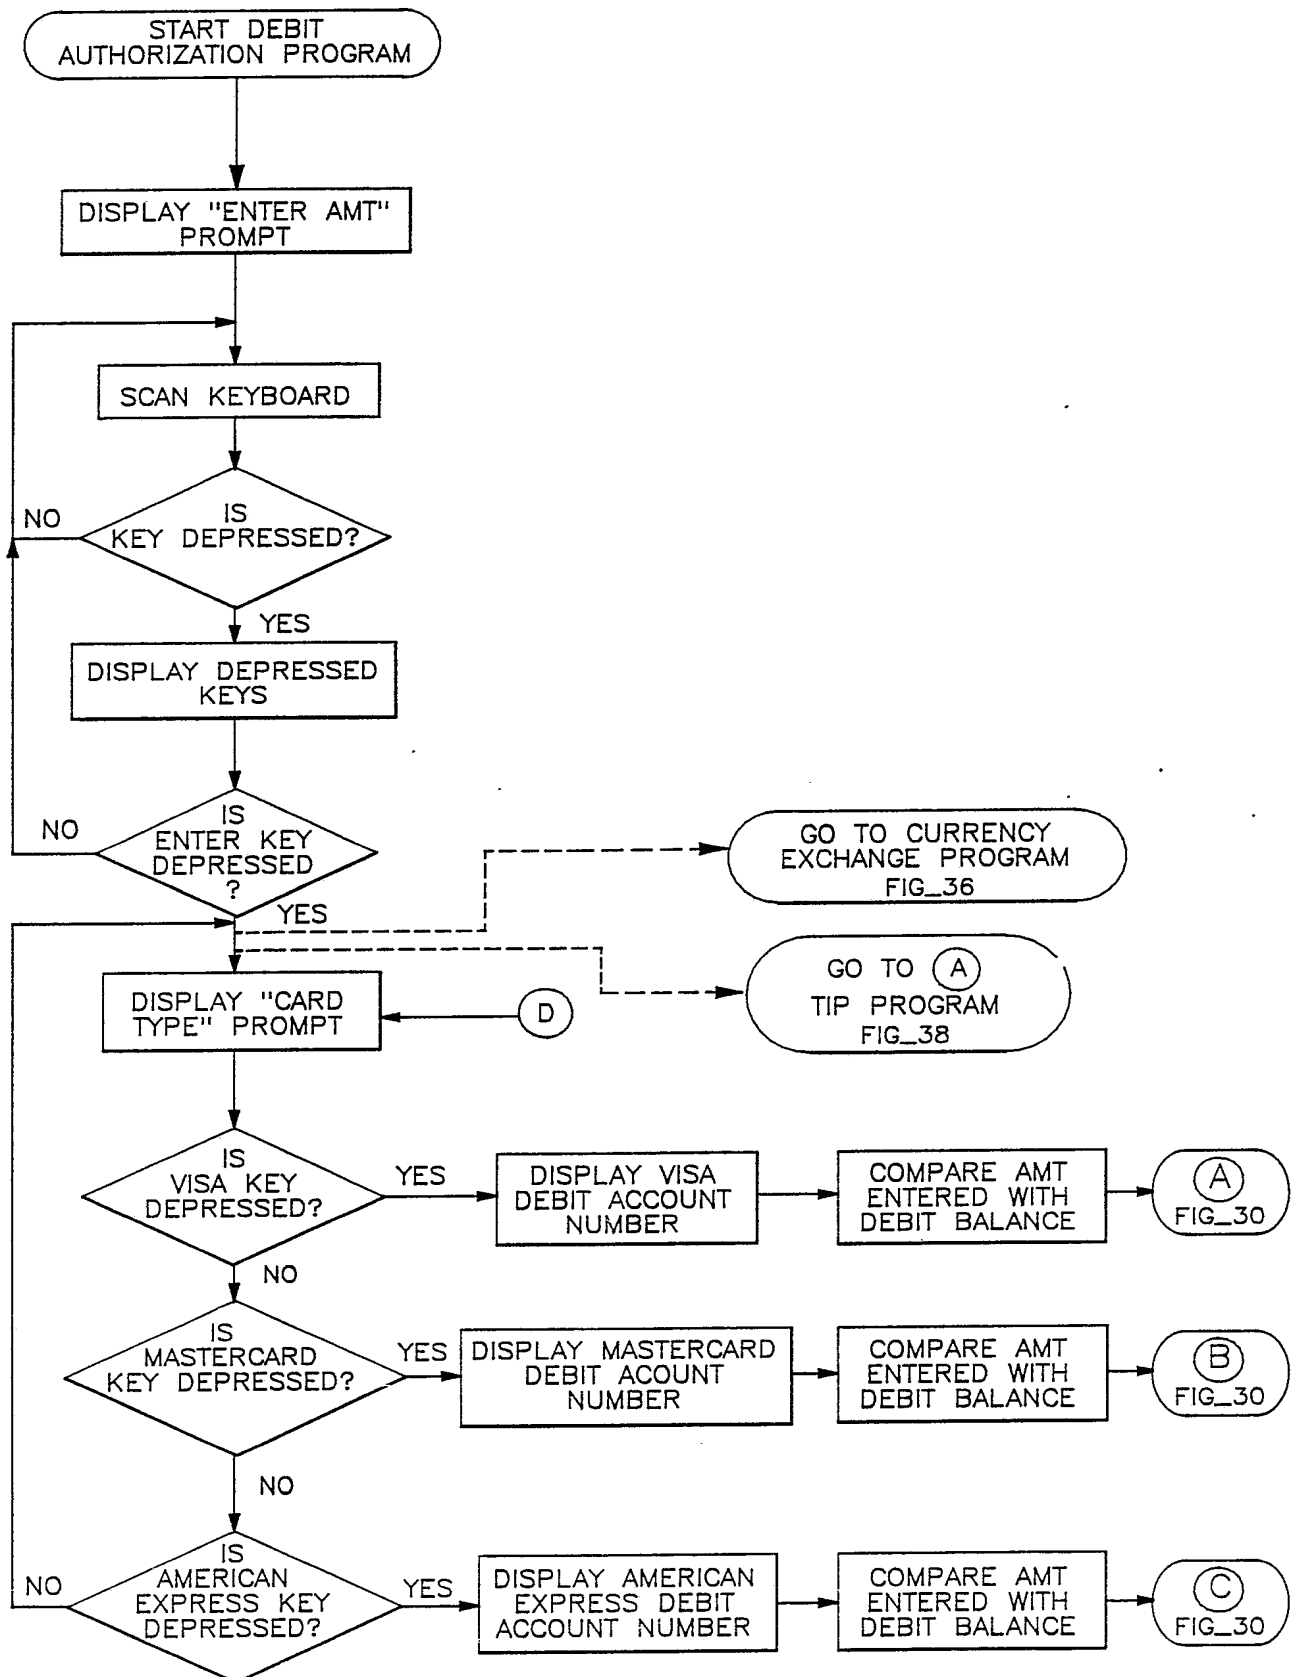 START DEBIT
AUTHORIZATION PROGRAM
DISPLAY "ENTER AMT"
PROMPT
SCAN KEYBOARD
IS
KEY DEPRESSED?
NO
YES
DISPLAY DEPRESSED
KEYS
IS
ENTER KEY
DEPRESSED
?
NO
YES
GO TO CURRENCY
EXCHANGE PROGRAM
FIG_36
GO TO A
TIP PROGRAM
FIG_38
DISPLAY "CARD
TYPE" PROMPT
D
IS
VISA KEY
DEPRESSED?
YES
DISPLAY VISA
DEBIT ACCOUNT
NUMBER
COMPARE AMT
ENTERED WITH
DEBIT BALANCE
A
FIG_30
NO
IS
MASTERCARD
KEY DEPRESSED?
YES
DISPLAY MASTERCARD
DEBIT ACOUNT
NUMBER
COMPARE AMT
ENTERED WITH
DEBIT BALANCE
B
FIG_30
NO
IS
AMERICAN
EXPRESS KEY
DEPRESSED?
NO
YES
DISPLAY AMERICAN
EXPRESS DEBIT
ACCOUNT NUMBER
COMPARE AMT
ENTERED WITH
DEBIT BALANCE
C
FIG_30